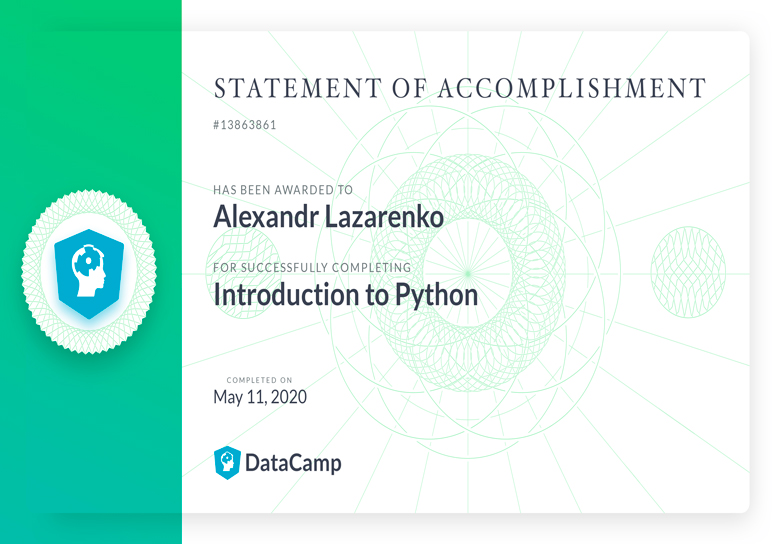 STATEMENT OF ACCOMPLISHMENT
#13863861
HAS BEEN AWARDED TO
Alexandr Lazarenko
FOR SUCCESSFULLY COMPLETING
Introduction to Python
COMPLETED ON
May 11, 2020
DataCamp